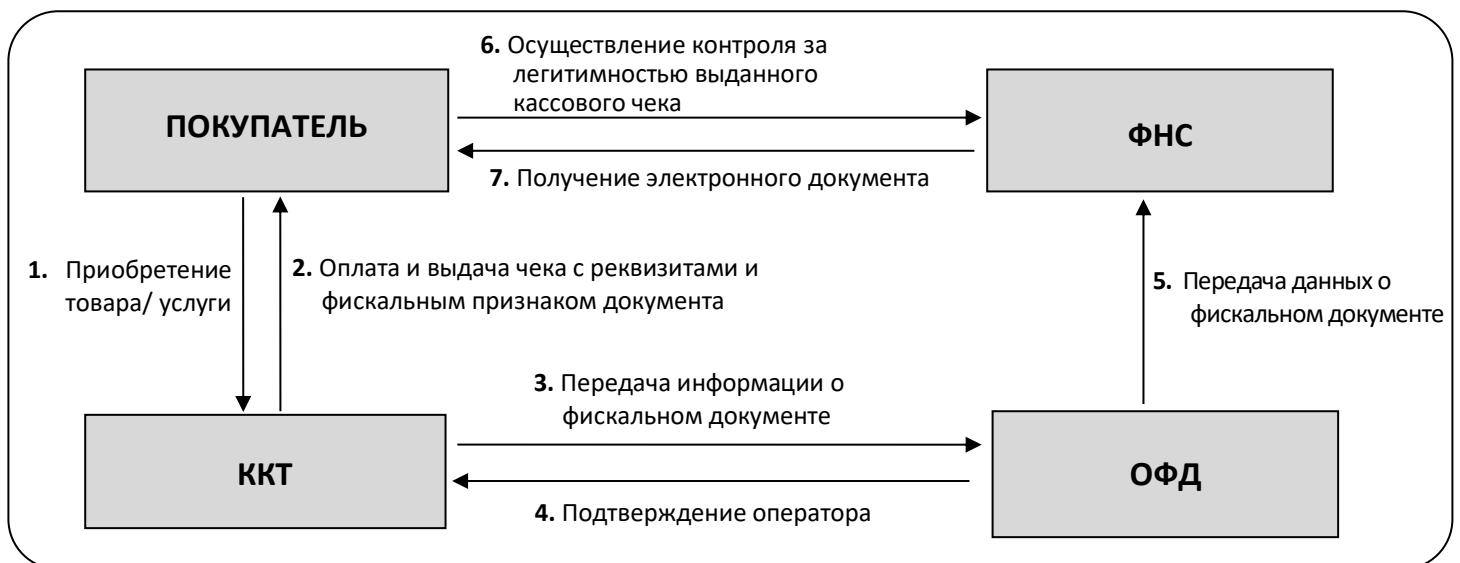 6. Осуществление контроля за
легитимностью выданного
кассового чека
ПОКУПАТЕЛЬ
ФНС
7. Получение электронного документа
1. Приобретение
товара/ услуги
2. Оплата и выдача чека с реквизитами и
фискальным признаком документа
5. Передача данных о
фискальном документе
3. Передача информации о
фискальном документе
ККТ
ОФД
4. Подтверждение оператора